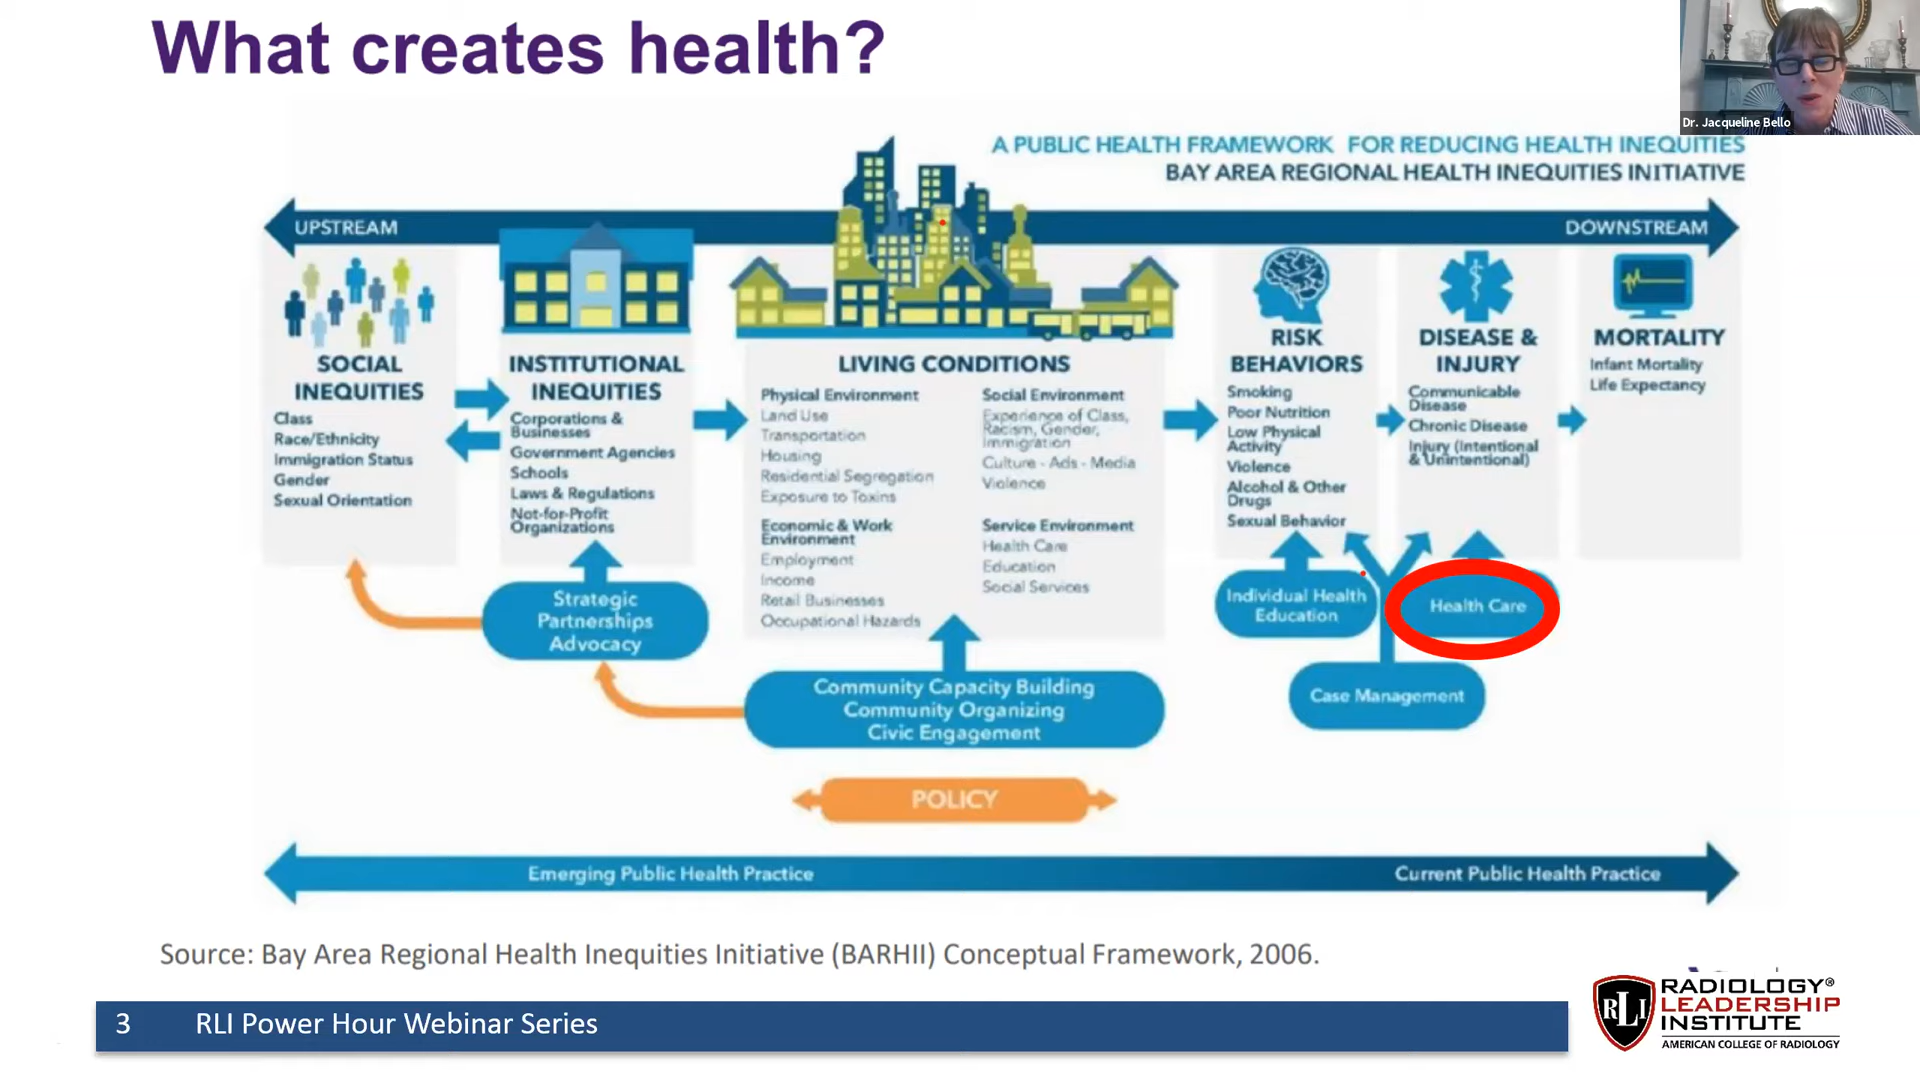 What creates health?
Dr. Jacqueline Bello
A PUBLIC HEALTH FRAMEWORK FOR REDUCING HEALTH INEQUITIES
BAY AREA REGIONAL HEALTH INEQUITIES INITIATIVE
UPSTREAM
DOWNSTREAM
SOCIAL
INEQUITIES
Class
Race/Ethnicity
Immigration Status
Gender
Sexual Orientation
INSTITUTIONAL
INEQUITIES
Corporations &
Businesses
Government Agencies
Schools
Laws & Regulations
Not-for-Profit
Organizations
LIVING CONDITIONS
Physical Environment
Land Use
Transportation
Housing
Residential Segregation
Exposure to Toxins
Economic & Work
Environment
Employment
Income
Retail Businesses
Occupational Hazards
Social Environment
Experience of Class,
Racism, Gender,
Immigration
Culture - Ads - Media
Violence
Service Environment
Health Care
Education
Social Services
RISK
BEHAVIORS
Smoking
Poor Nutrition
Low Physical
Activity
Violence
Alcohol & Other
Drugs
Sexual Behavior
DISEASE &
INJURY
Communicable
Disease
Chronic Disease
Injury (Intentional
& Unintentional)
MORTALITY
Infant Mortality
Life Expectancy
Strategic
Partnerships
Advocacy
Community Capacity Building
Community Organizing
Civic Engagement
Individual Health
Education
Health Care
Case Management
POLICY
Emerging Public Health Practice
Current Public Health Practice
Source: Bay Area Regional Health Inequities Initiative (BARHII) Conceptual Framework, 2006.
3 RLI Power Hour Webinar Series
RLI
RADIOLOGY®
LEADERSHIP
INSTITUTE
AMERICAN COLLEGE OF RADIOLOGY